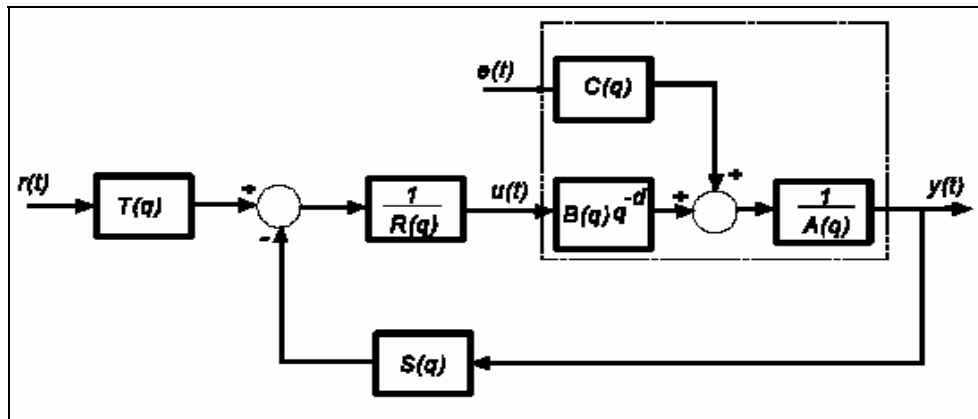 e(t)
C(q)
+
r(t)
T(q)
+
-
1
R(q)
u(t)
B(q)q^-d
+
1
A(q)
y(t)
S(q)